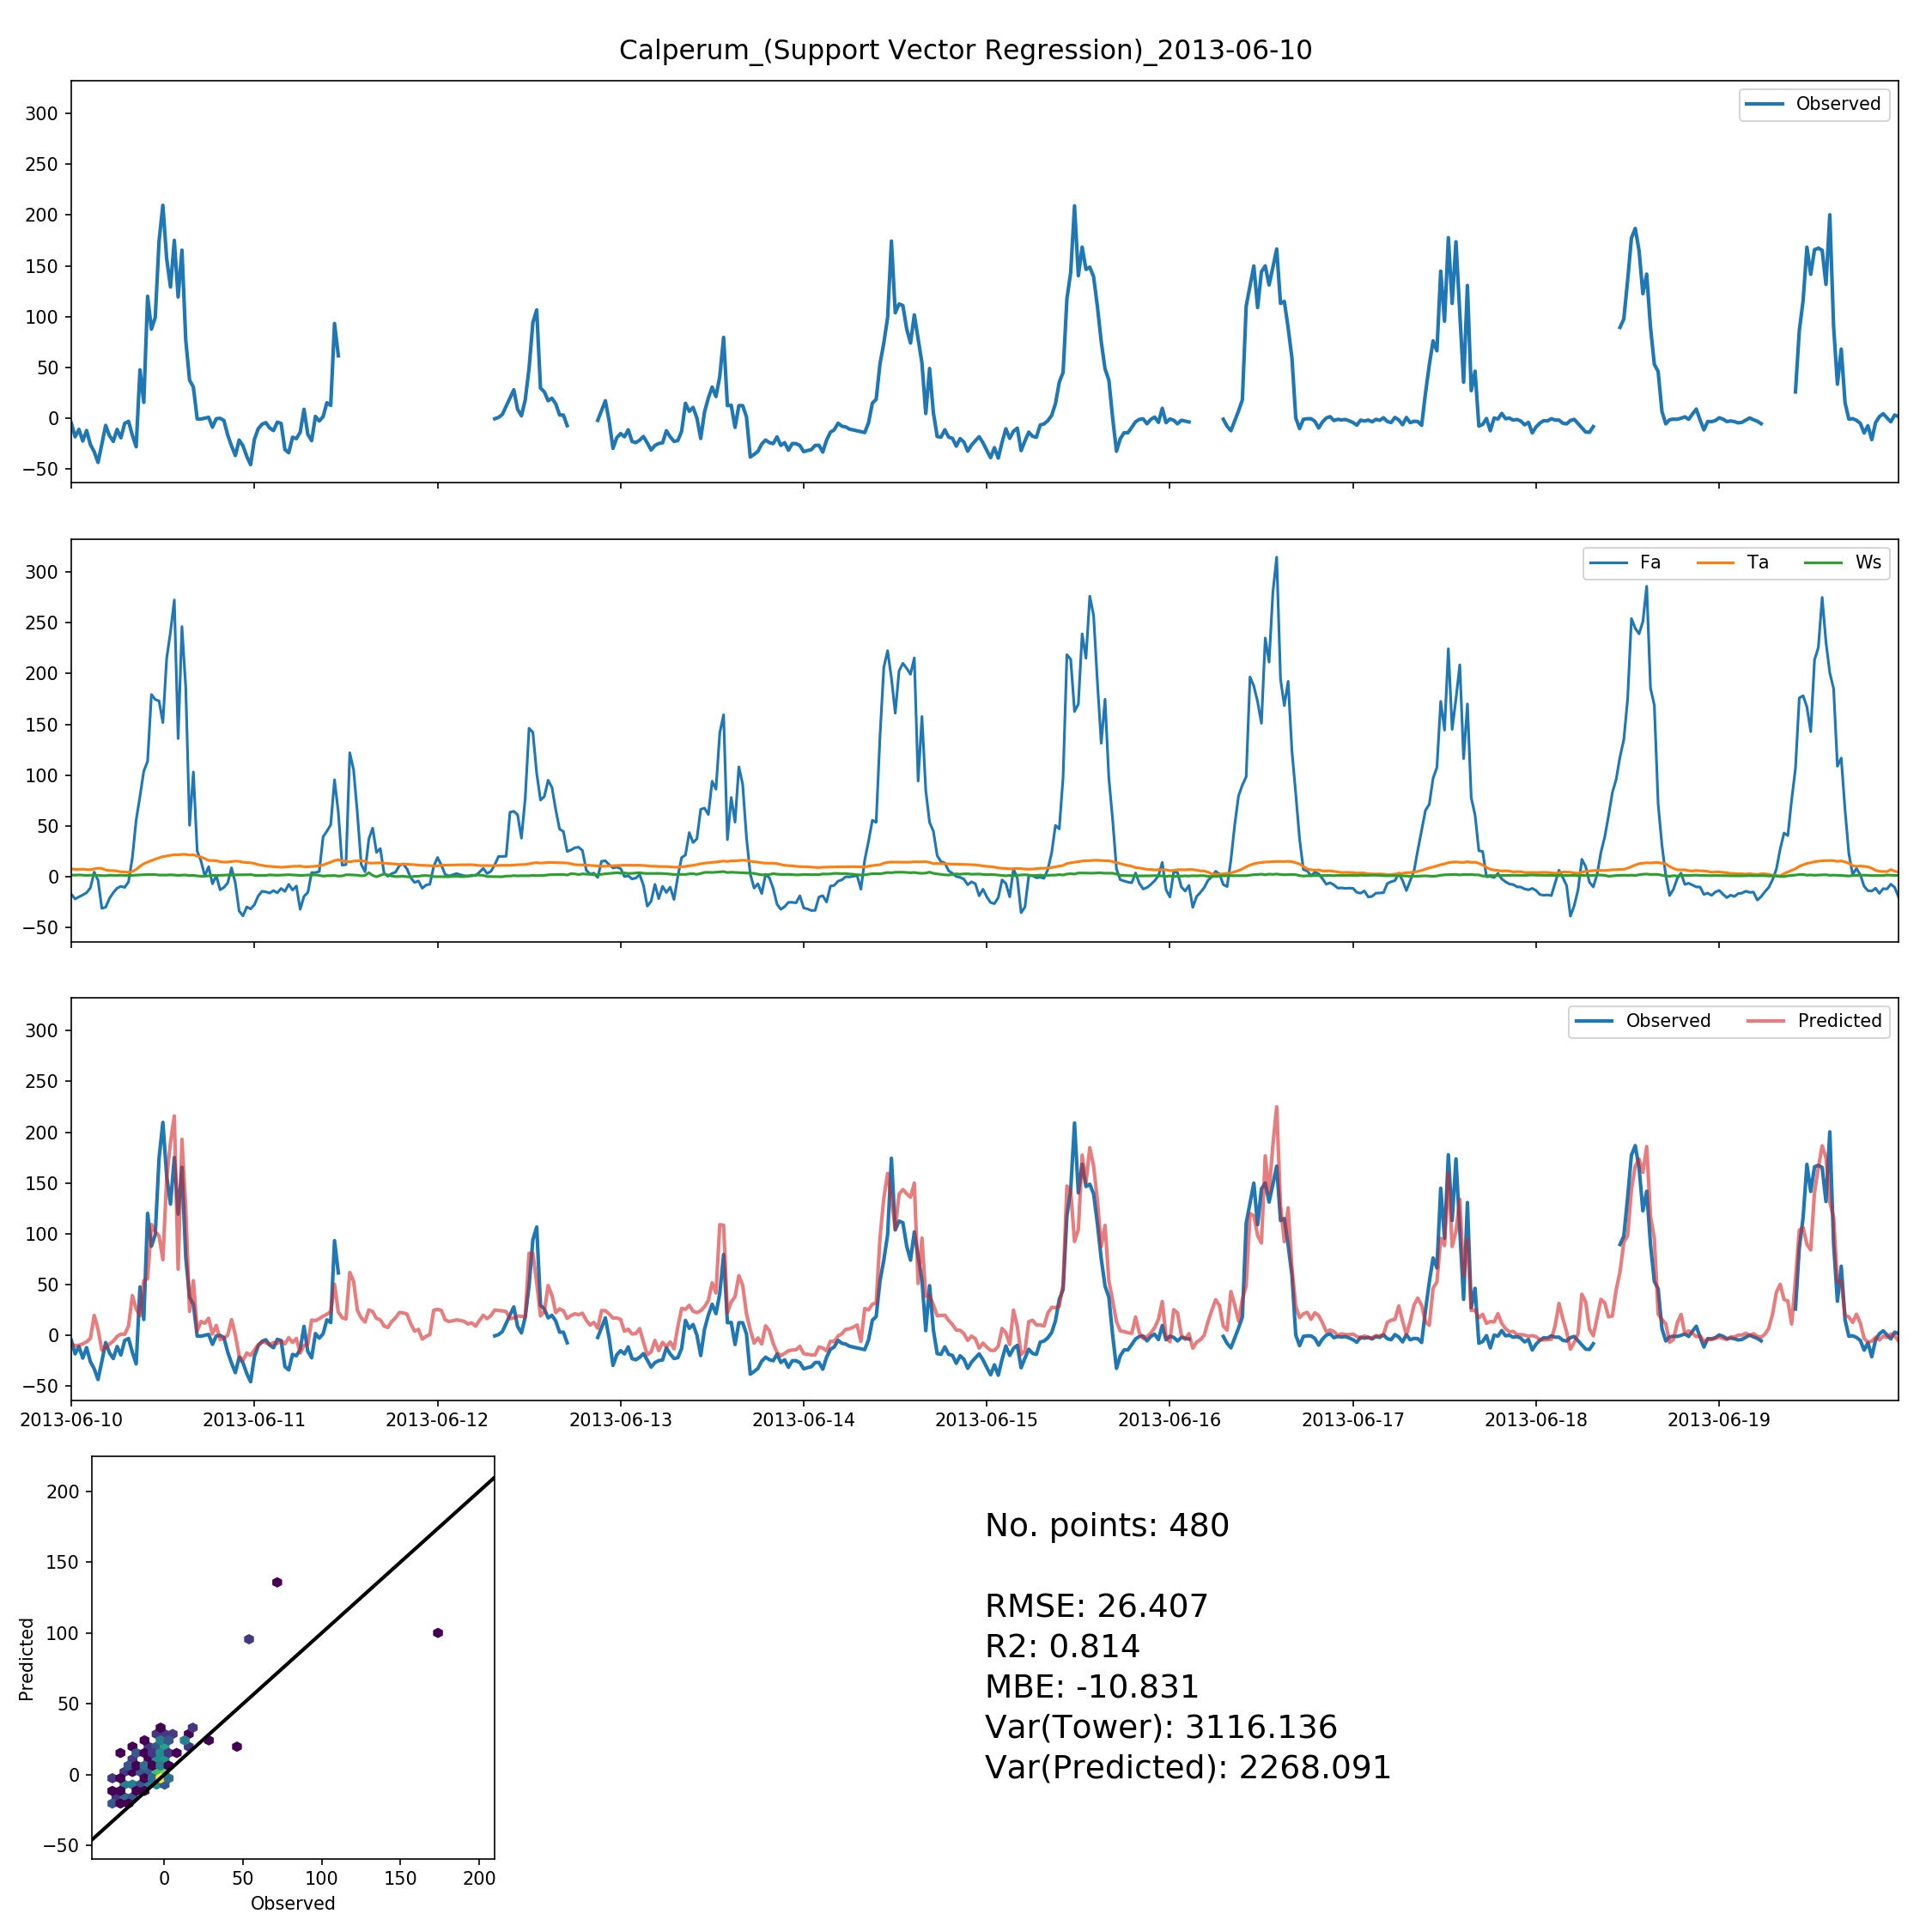 Calperum_(Support Vector Regression)_2013-06-10
Observed
300
250
200
150
100
50
0
−50
Fa Ta Ws
300
250
200
150
100
50
0
−50
Observed Predicted
300
250
200
150
100
50
0
−50
2013-06-10 2013-06-11 2013-06-12 2013-06-13 2013-06-14 2013-06-15 2013-06-16 2013-06-17 2013-06-18 2013-06-19
200
150
100
50
0
−50
Predicted
0 50 100 150 200
Observed
No. points: 480
RMSE: 26.407
R2: 0.814
MBE: -10.831
Var(Tower): 3116.136
Var(Predicted): 2268.091